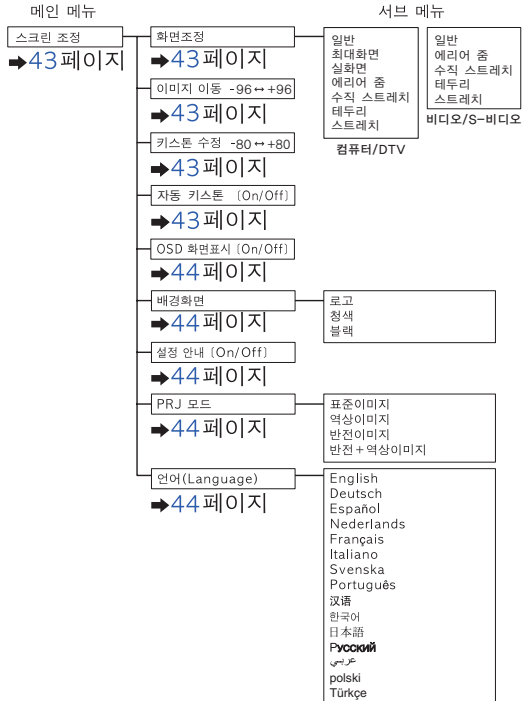 메인 메뉴
서브 메뉴
스크린 조정
➡43페이지
화면조정
➡43페이지
일반
최대화면
실화면
에리어 줌
수직 스트레치
테두리
스트레치
컴퓨터/DTV
일반
에리어 줌
수직 스트레치
테두리
스트레치
비디오/S-비디오
이미지 이동 -96↔+96
➡43페이지
키스톤 수정 -80↔+80
➡43페이지
자동 키스톤 [On/Off]
➡43페이지
OSD 화면표시 [On/Off]
➡44페이지
배경화면
➡44페이지
로고
청색
블랙
설정 안내 [On/Off]
➡44페이지
PRJ 모드
➡44페이지
표준이미지
역상이미지
반전이미지
반전+역상이미지
언어(Language)
➡44페이지
English
Deutsch
Español
Nederlands
Français
Italiano
Svenska
Português
汉语
한국어
日本語
Русский
عربي
polski
Türkçe